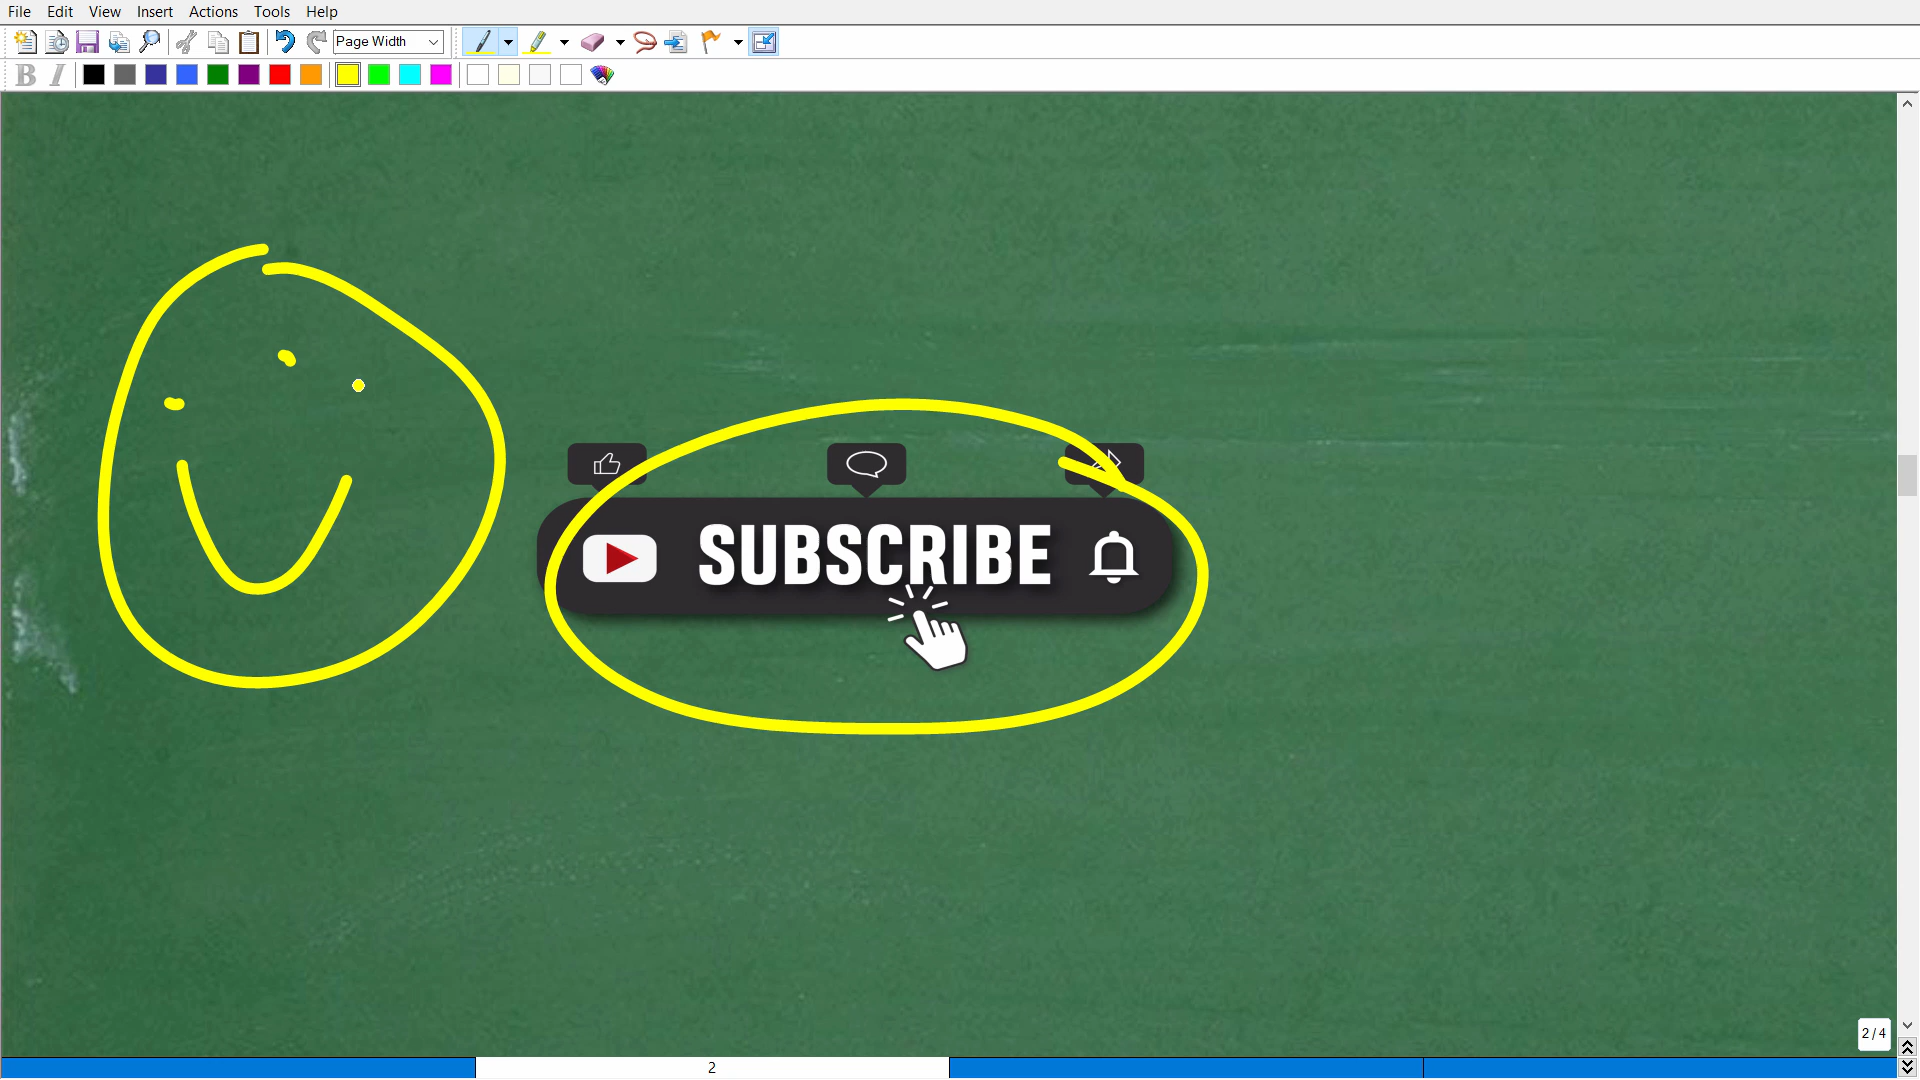 File Edit View Insert Actions Tools Help
Page Width
B I
SUBSCRIBE
2 / 4
2